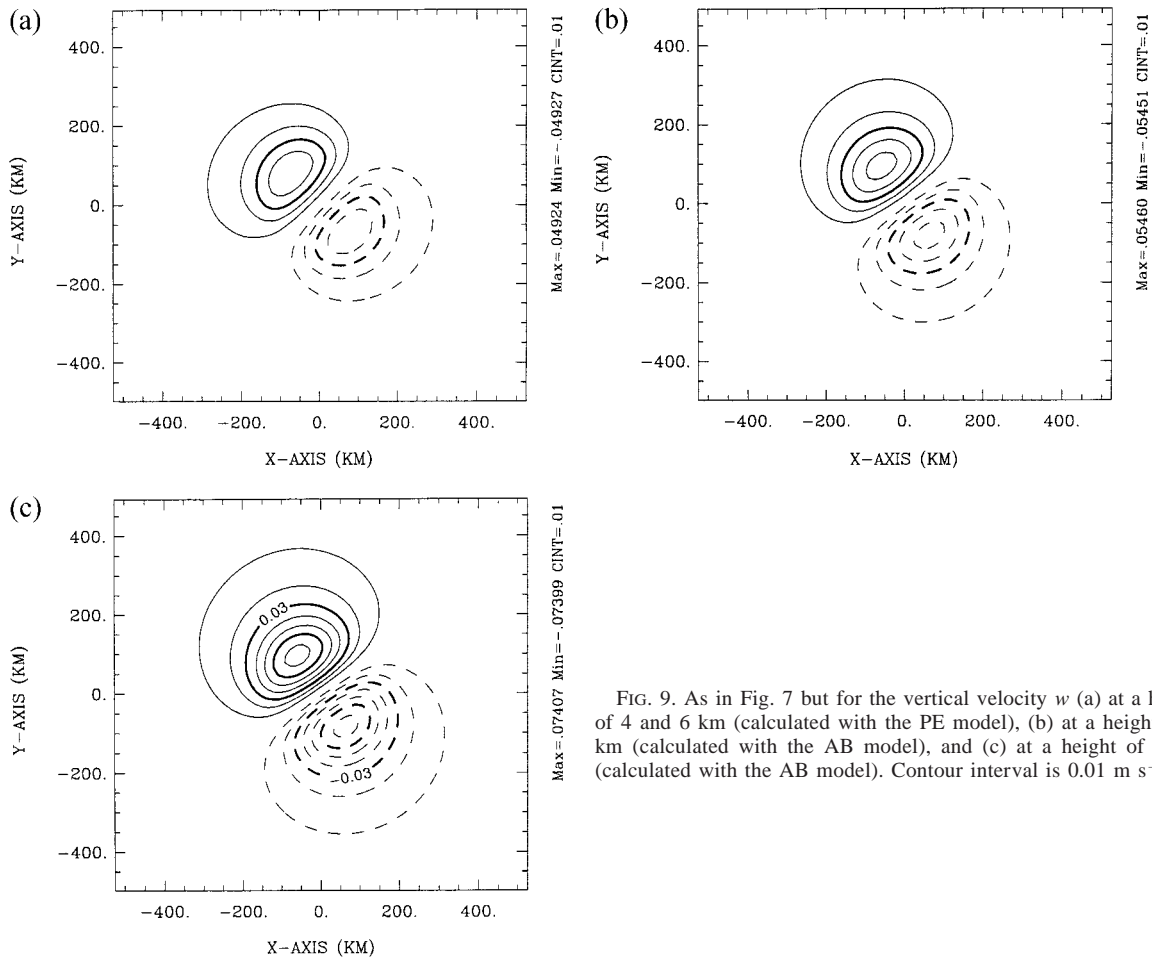 (a)
400.
200.
0.
−200.
−400.
Y−AXIS (KM)
−400. −200. 0. 200. 400.
X−AXIS (KM)
Max=.04924 Min=−.04927 CINT=.01
(b)
400.
200.
0.
−200.
−400.
Y−AXIS (KM)
−400. −200. 0. 200. 400.
X−AXIS (KM)
Max=.05460 Min=−.05451 CINT=.01
(c)
400.
200.
0.
−200.
−400.
Y−AXIS (KM)
0.03
−0.03
−400. −200. 0. 200. 400.
X−AXIS (KM)
Max=.07407 Min=−.07399 CINT=.01
FIG. 9. As in Fig. 7 but for the vertical velocity w (a) at a h
of 4 and 6 km (calculated with the PE model), (b) at a height
km (calculated with the AB model), and (c) at a height of
(calculated with the AB model). Contour interval is 0.01 m s⁻